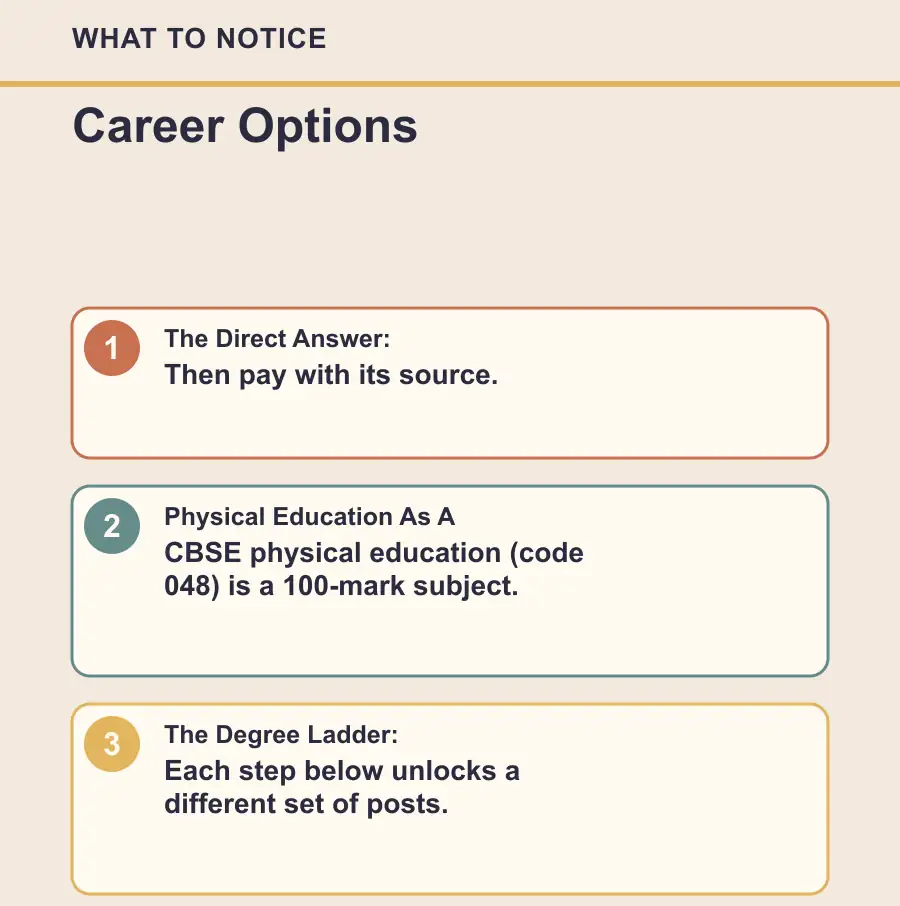 WHAT TO NOTICE
Career Options
1
The Direct Answer:
Then pay with its source.
2
Physical Education As A
CBSE physical education (code
048) is a 100-mark subject.
3
The Degree Ladder:
Each step below unlocks a
different set of posts.